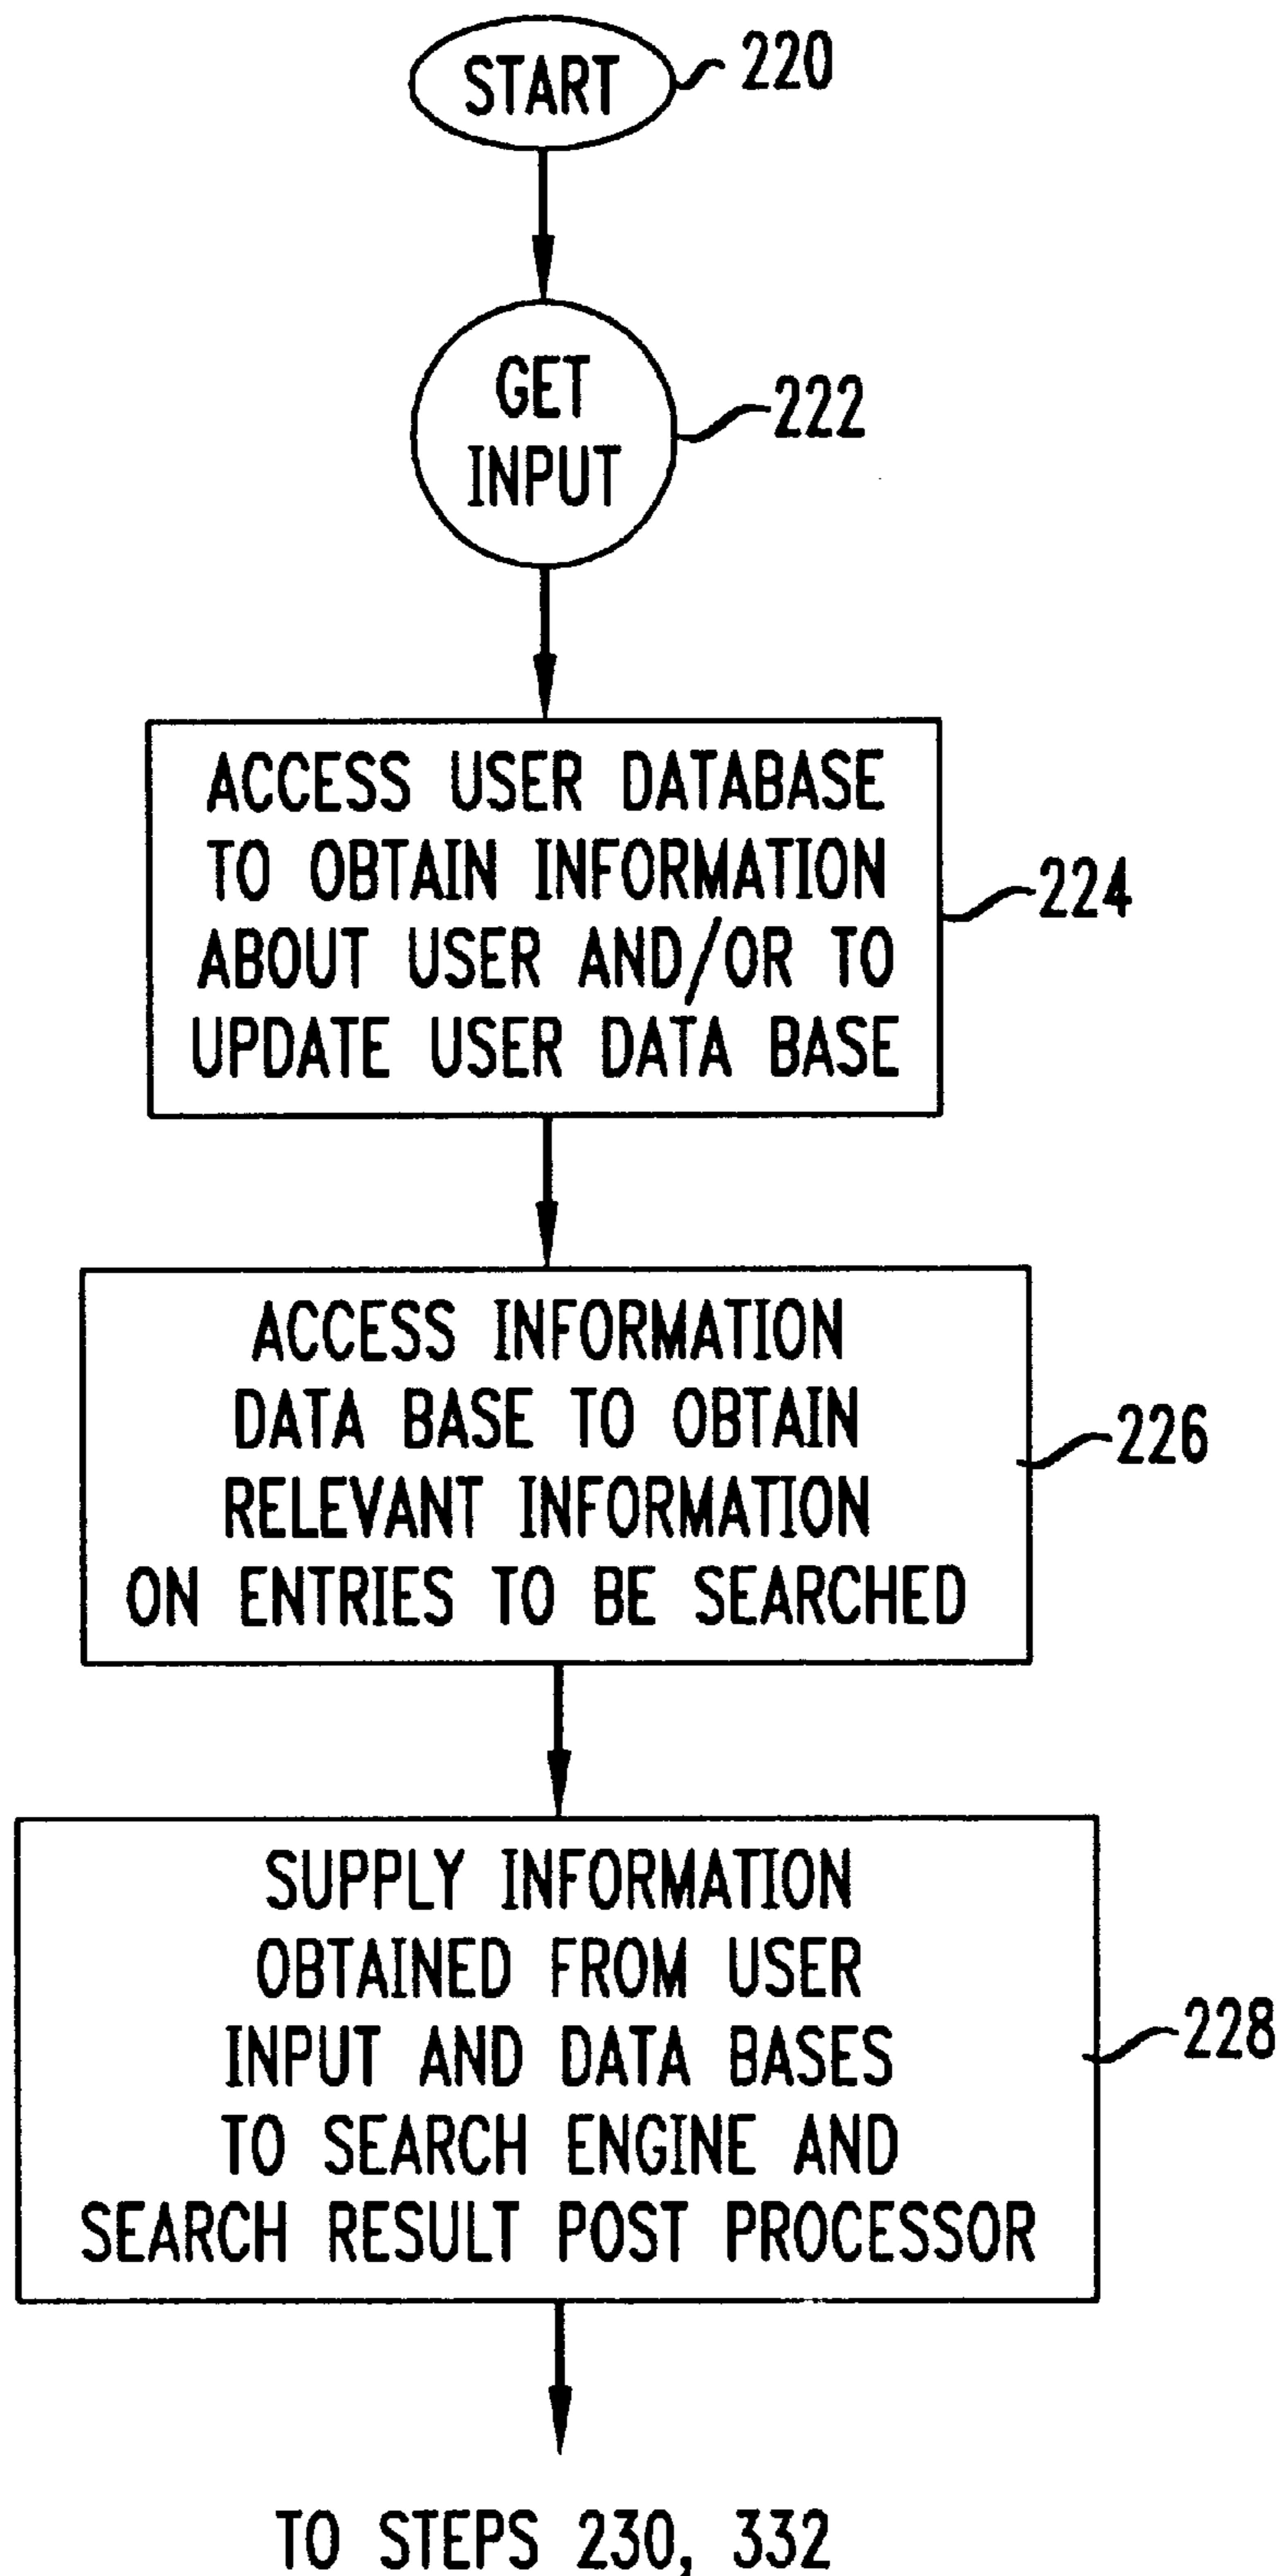 START
220
GET
INPUT
222
ACCESS USER DATABASE
TO OBTAIN INFORMATION
ABOUT USER AND/OR TO
UPDATE USER DATA BASE
224
ACCESS INFORMATION
DATA BASE TO OBTAIN
RELEVANT INFORMATION
ON ENTRIES TO BE SEARCHED
226
SUPPLY INFORMATION
OBTAINED FROM USER
INPUT AND DATA BASES
TO SEARCH ENGINE AND
SEARCH RESULT POST PROCESSOR
228
TO STEPS 230, 332